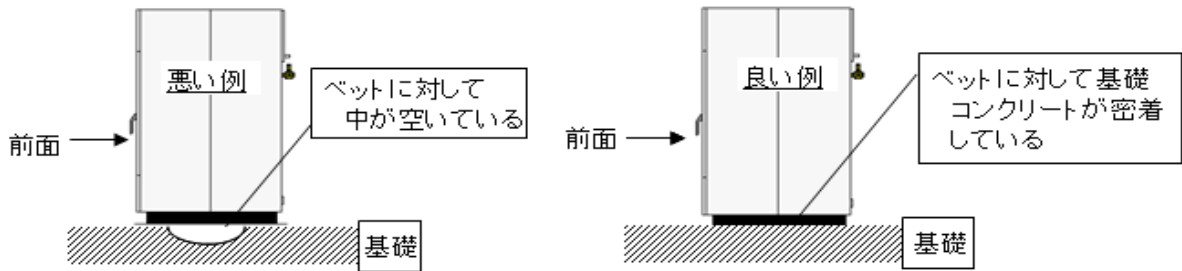 悪い例
ベットに対して
中が空いている
前面
基礎
良い例
ベットに対して基礎
コンクリートが密着
している
前面
基礎